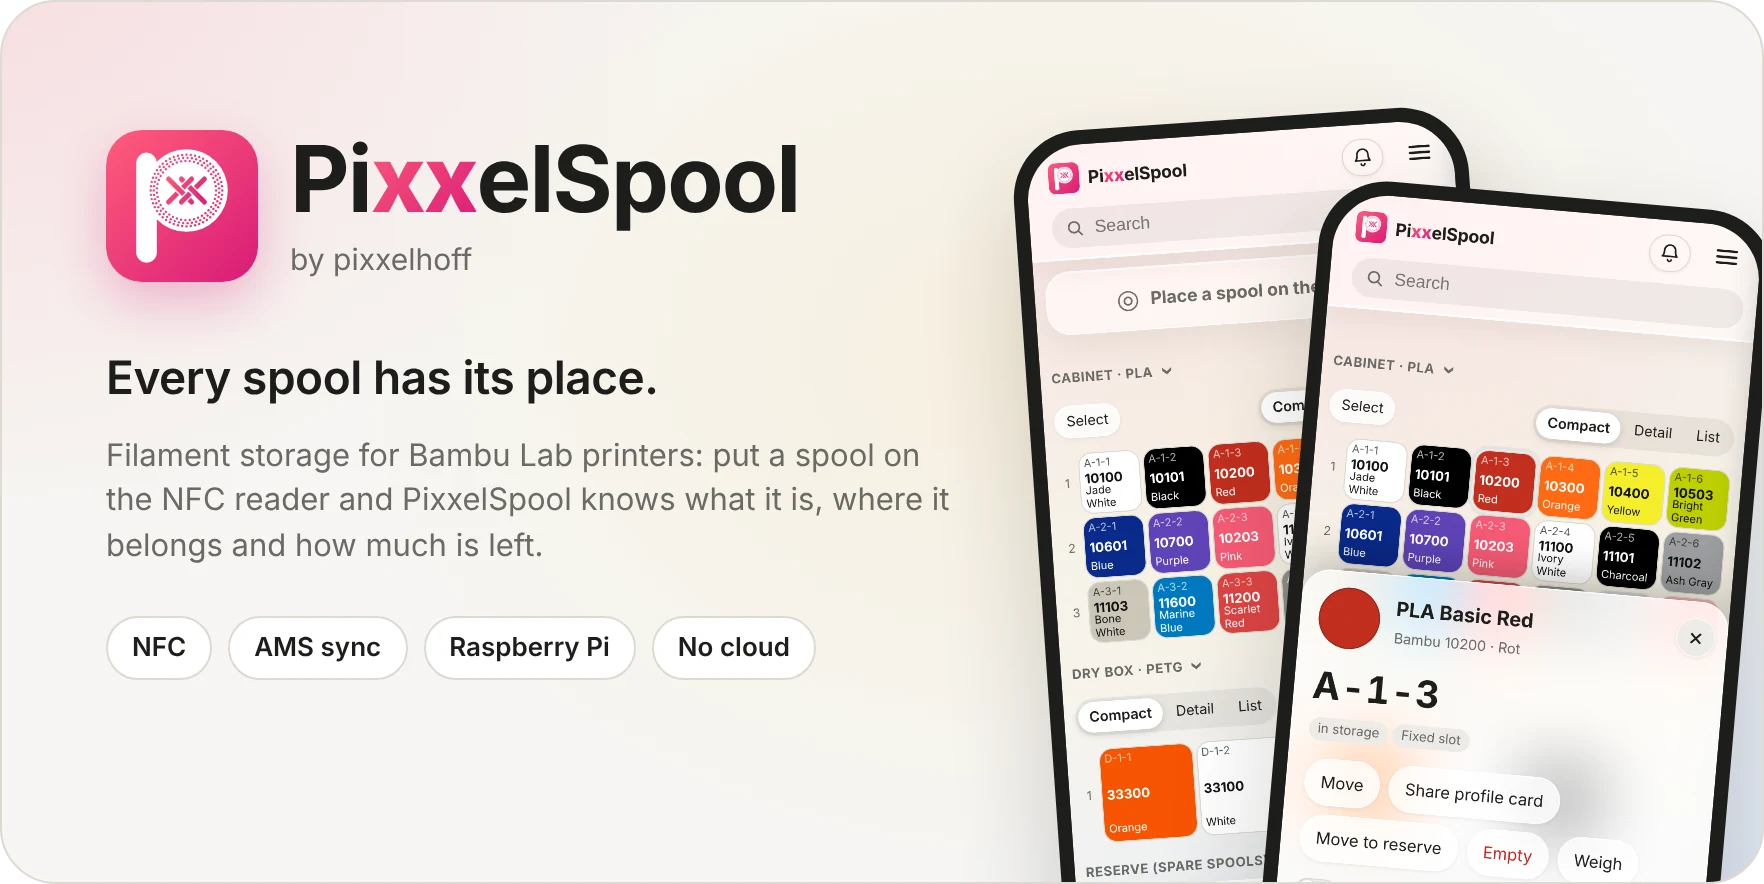 PixxelSpool
by pixxelhoff
Every spool has its place.
Filament storage for Bambu Lab printers: put a spool on
the NFC reader and PixxelSpool knows what it is, where it
belongs and how much is left.
NFC
AMS sync
Raspberry Pi
No cloud
PixxelSpool
Search
Place a spool on the
CABINET · PLA
Select
1
A-1-1
10100
Jade
White
A-1-2
10101
Black
A-1-3
10200
Red
2
A-2-1
10601
Blue
A-2-2
10700
Purple
A-2-3
10203
Pink
3
A-3-1
11103
Bone
White
A-3-2
11600
Marine
Blue
A-3-3
11200
Scarlet
Red
DRY BOX · PETG
Compact
Detail
List
1
D-1-1
33300
Orange
D-1-2
33100
White
RESERVE (SPARE SPOOLS
PixxelSpool
Search
CABINET · PLA
Select
Compact
Detail
List
1
A-1-1
10100
Jade
White
A-1-2
10101
Black
A-1-3
10200
Red
A-1-4
10300
Orange
A-1-5
10400
Yellow
A-1-6
10503
Bright
Green
2
A-2-1
10601
Blue
A-2-2
10700
Purple
A-2-3
10203
Pink
A-2-4
11100
Ivory
White
A-2-5
11101
Charcoal
A-2-6
11102
Ash Gray
PLA Basic Red
Bambu 10200 · Rot
A-1-3
in storage
Fixed slot
Move
Share profile card
Move to reserve
Empty
Weigh